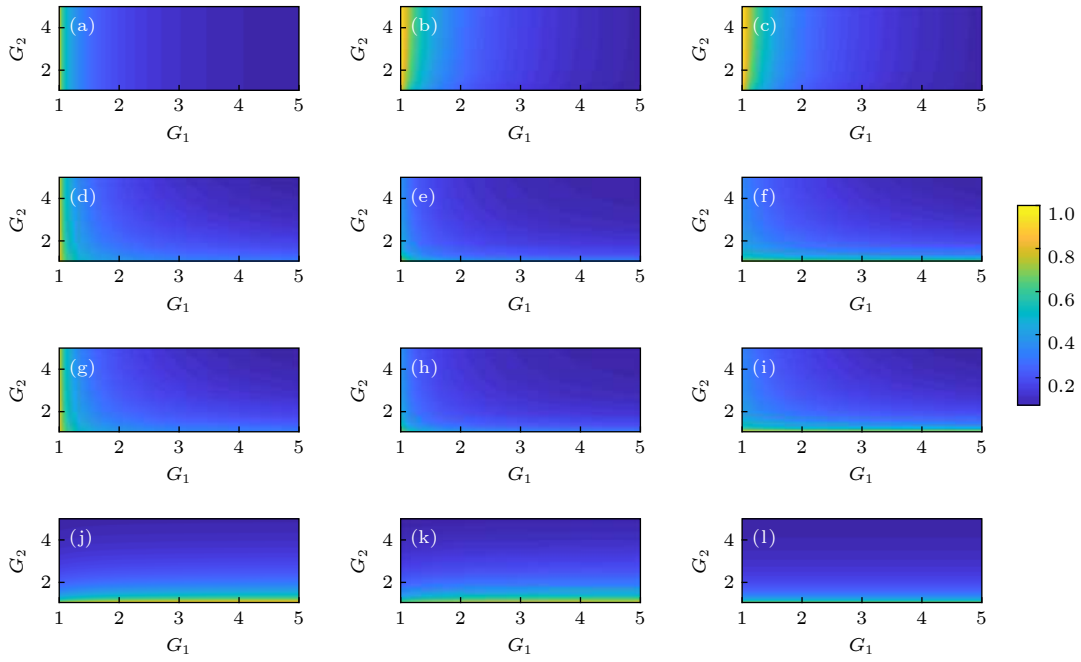 G₂ 4 2 (a) 1 2 3 4 5 G₁
G₂ 4 2 (b) 1 2 3 4 5 G₁
G₂ 4 2 (c) 1 2 3 4 5 G₁
G₂ 4 2 (d) 1 2 3 4 5 G₁
G₂ 4 2 (e) 1 2 3 4 5 G₁
G₂ 4 2 (f) 1 2 3 4 5 G₁
1.0
0.8
0.6
0.4
0.2
G₂ 4 2 (g) 1 2 3 4 5 G₁
G₂ 4 2 (h) 1 2 3 4 5 G₁
G₂ 4 2 (i) 1 2 3 4 5 G₁
G₂ 4 2 (j) 1 2 3 4 5 G₁
G₂ 4 2 (k) 1 2 3 4 5 G₁
G₂ 4 2 (l) 1 2 3 4 5 G₁